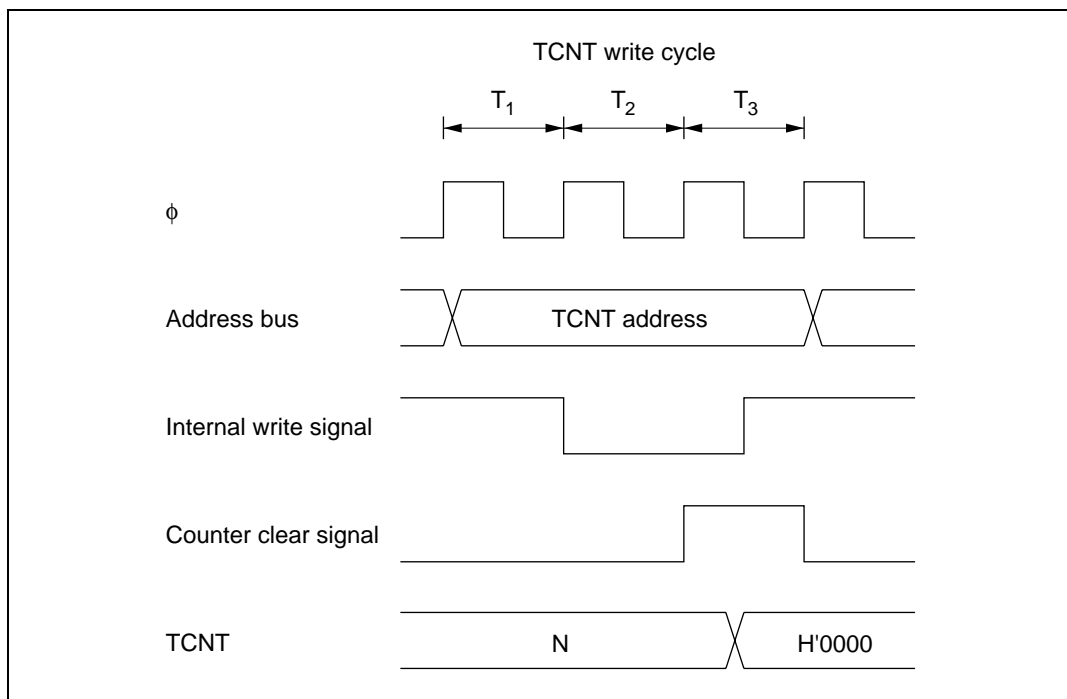 TCNT write cycle
T1 T2 T3
ϕ
Address bus TCNT address
Internal write signal
Counter clear signal
TCNT N H'0000